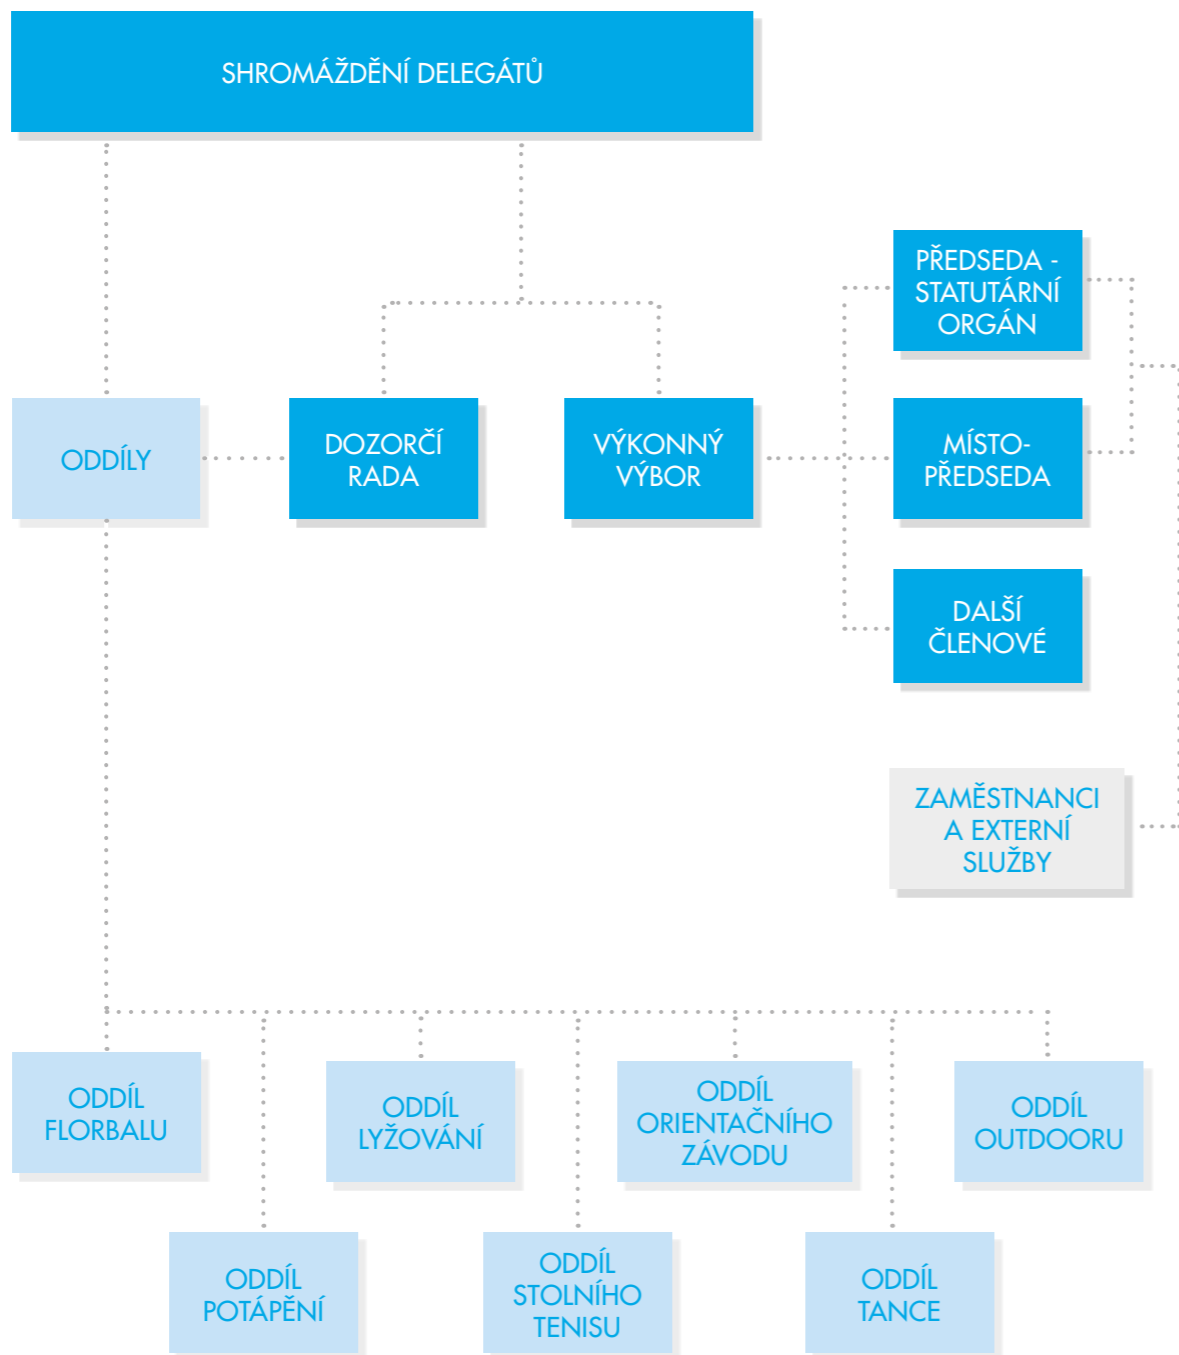 SHROMÁŽDĚNÍ DELEGÁTŮ
PŘEDSEDA -
STATUTÁRNÍ
ORGÁN
ODDÍLY
DOZORČÍ
RADA
VÝKONNÝ
VÝBOR
MÍSTO-
PŘEDSEDA
DALŠÍ
ČLENOVÉ
ZAMĚSTNANCI
A EXTERNÍ
SLUŽBY
ODDÍL
FLORBALU
ODDÍL
LYŽOVÁNÍ
ODDÍL
ORIENTAČNÍHO
ZÁVODU
ODDÍL
OUTDOORU
ODDÍL
POTÁPĚNÍ
ODDÍL
STOLNÍHO
TENISU
ODDÍL
TANCE